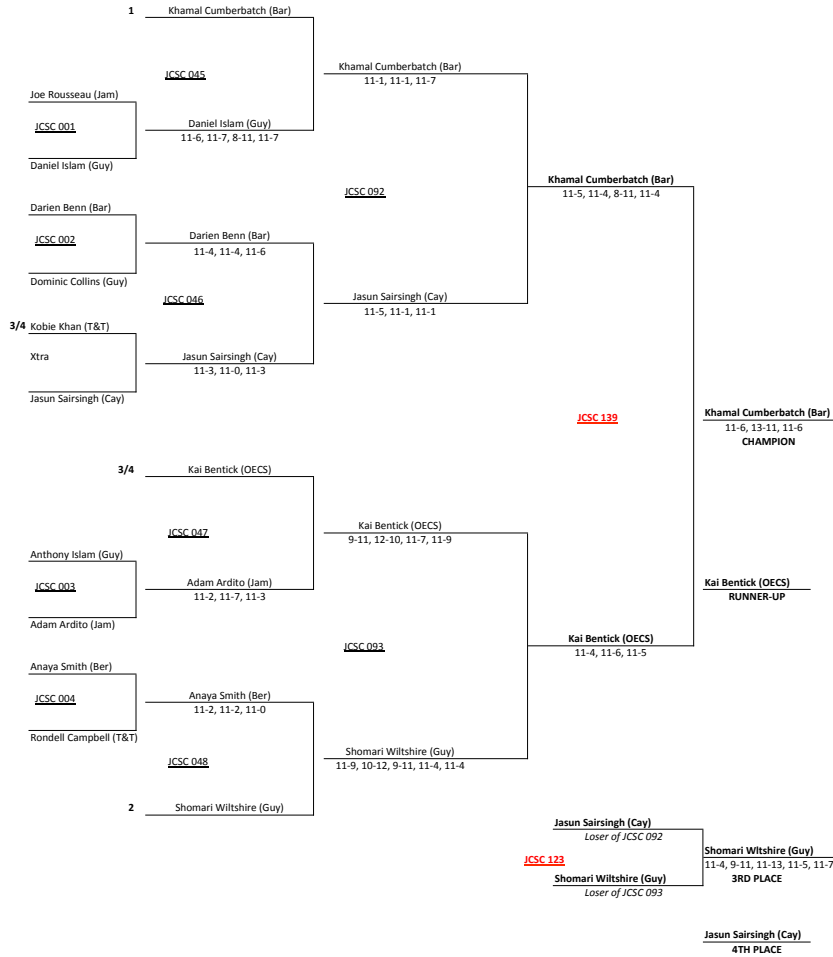 1 Khamal Cumberbatch (Bar)
JCSC 045
Khamal Cumberbatch (Bar)
11-1, 11-1, 11-7
Joe Rousseau (Jam)
JCSC 001
Daniel Islam (Guy)
11-6, 11-7, 8-11, 11-7
Daniel Islam (Guy)
JCSC 092
Khamal Cumberbatch (Bar)
11-5, 11-4, 8-11, 11-4
Darien Benn (Bar)
JCSC 002
Darien Benn (Bar)
11-4, 11-4, 11-6
Dominic Collins (Guy)
JCSC 046
Jasun Sairsingh (Cay)
11-5, 11-1, 11-1
3/4 Kobie Khan (T&T)
Xtra
Jasun Sairsingh (Cay)
11-3, 11-0, 11-3
Jasun Sairsingh (Cay)
JCSC 139
Khamal Cumberbatch (Bar)
11-6, 13-11, 11-6
CHAMPION
3/4 Kai Bentick (OECS)
JCSC 047
Kai Bentick (OECS)
9-11, 12-10, 11-7, 11-9
Anthony Islam (Guy)
JCSC 003
Adam Ardito (Jam)
11-2, 11-7, 11-3
Adam Ardito (Jam)
Kai Bentick (OECS)
RUNNER-UP
JCSC 093
Kai Bentick (OECS)
11-4, 11-6, 11-5
Anaya Smith (Ber)
JCSC 004
Anaya Smith (Ber)
11-2, 11-2, 11-0
Rondell Campbell (T&T)
JCSC 048
Shomari Wiltshire (Guy)
11-9, 10-12, 9-11, 11-4, 11-4
2 Shomari Wiltshire (Guy)
Jasun Sairsingh (Cay)
Loser of JCSC 092
JCSC 123
Shomari Wltshire (Guy)
11-4, 9-11, 11-13, 11-5, 11-7
3RD PLACE
Shomari Wiltshire (Guy)
Loser of JCSC 093
Jasun Sairsingh (Cay)
4TH PLACE